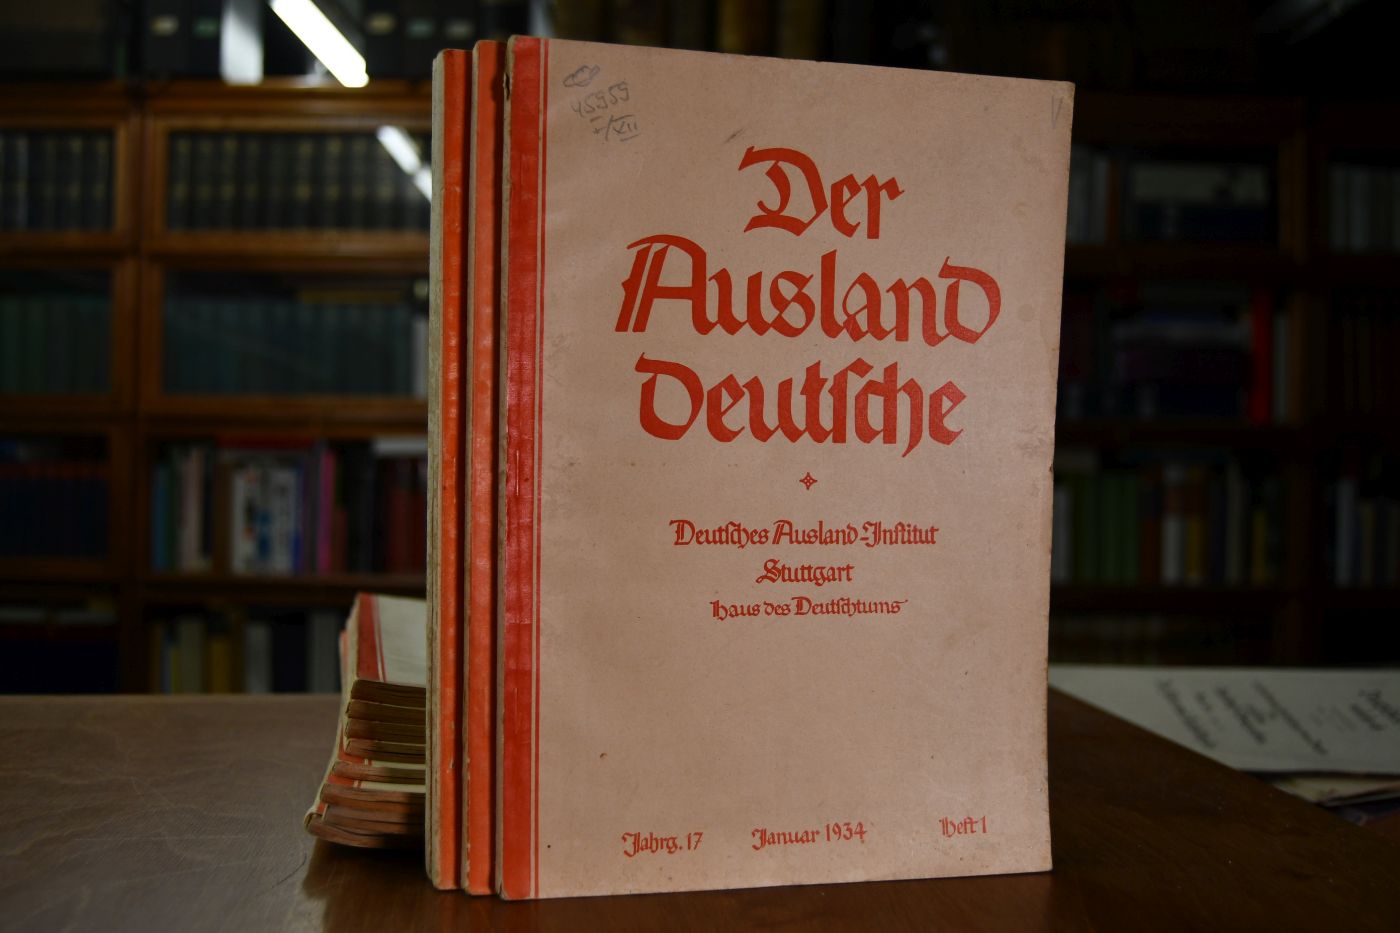 45959
I/XII
Der
Ausland
deutsche
Deutsches Ausland-Institut
Stuttgart
Haus des Deutschtums
Jahrg. 17 Januar 1934 Heft 1